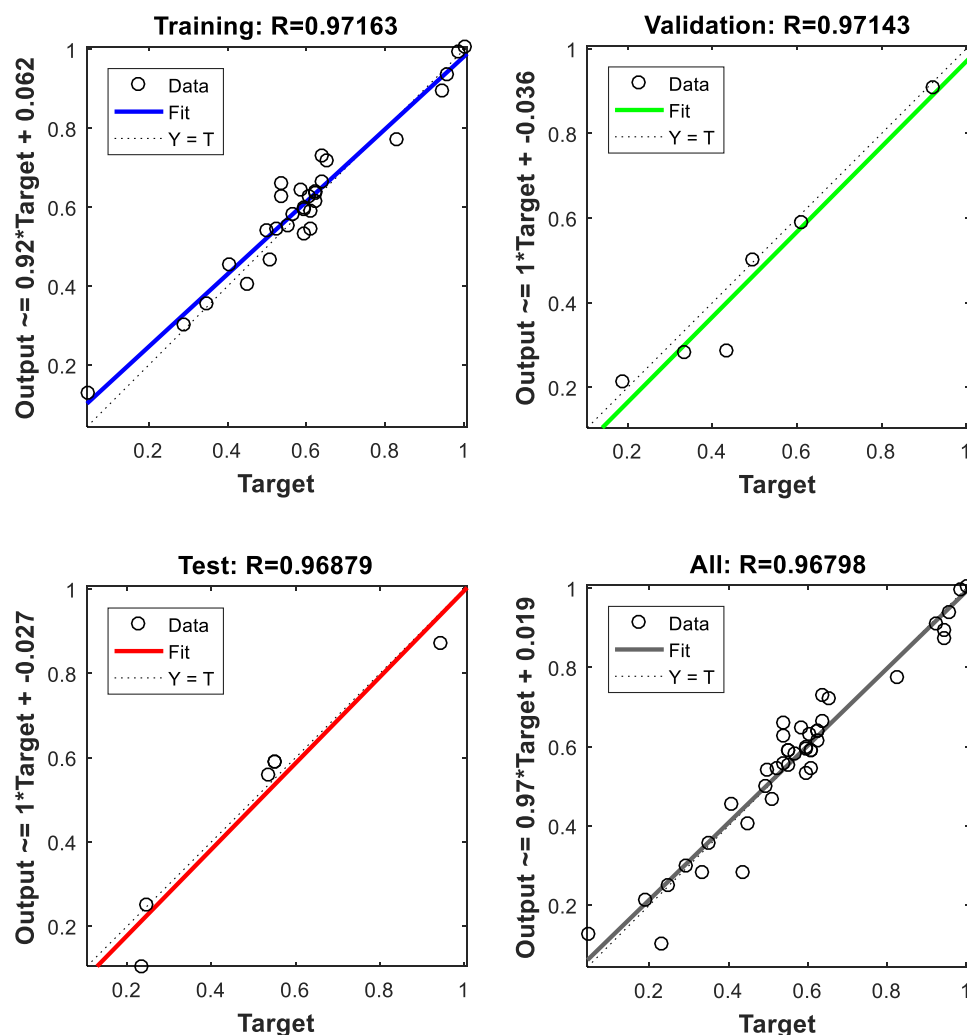 Training: R=0.97163
Output ~= 0.92*Target + 0.062
1
0.8
0.6
0.4
0.2
Data
Fit
Y = T
0.2 0.4 0.6 0.8 1
Target
Validation: R=0.97143
Output ~= 1*Target + -0.036
1
0.8
0.6
0.4
0.2
Data
Fit
Y = T
0.2 0.4 0.6 0.8 1
Target
Test: R=0.96879
Output ~= 1*Target + -0.027
1
0.8
0.6
0.4
0.2
Data
Fit
Y = T
0.2 0.4 0.6 0.8 1
Target
All: R=0.96798
Output ~= 0.97*Target + 0.019
1
0.8
0.6
0.4
0.2
Data
Fit
Y = T
0.2 0.4 0.6 0.8 1
Target